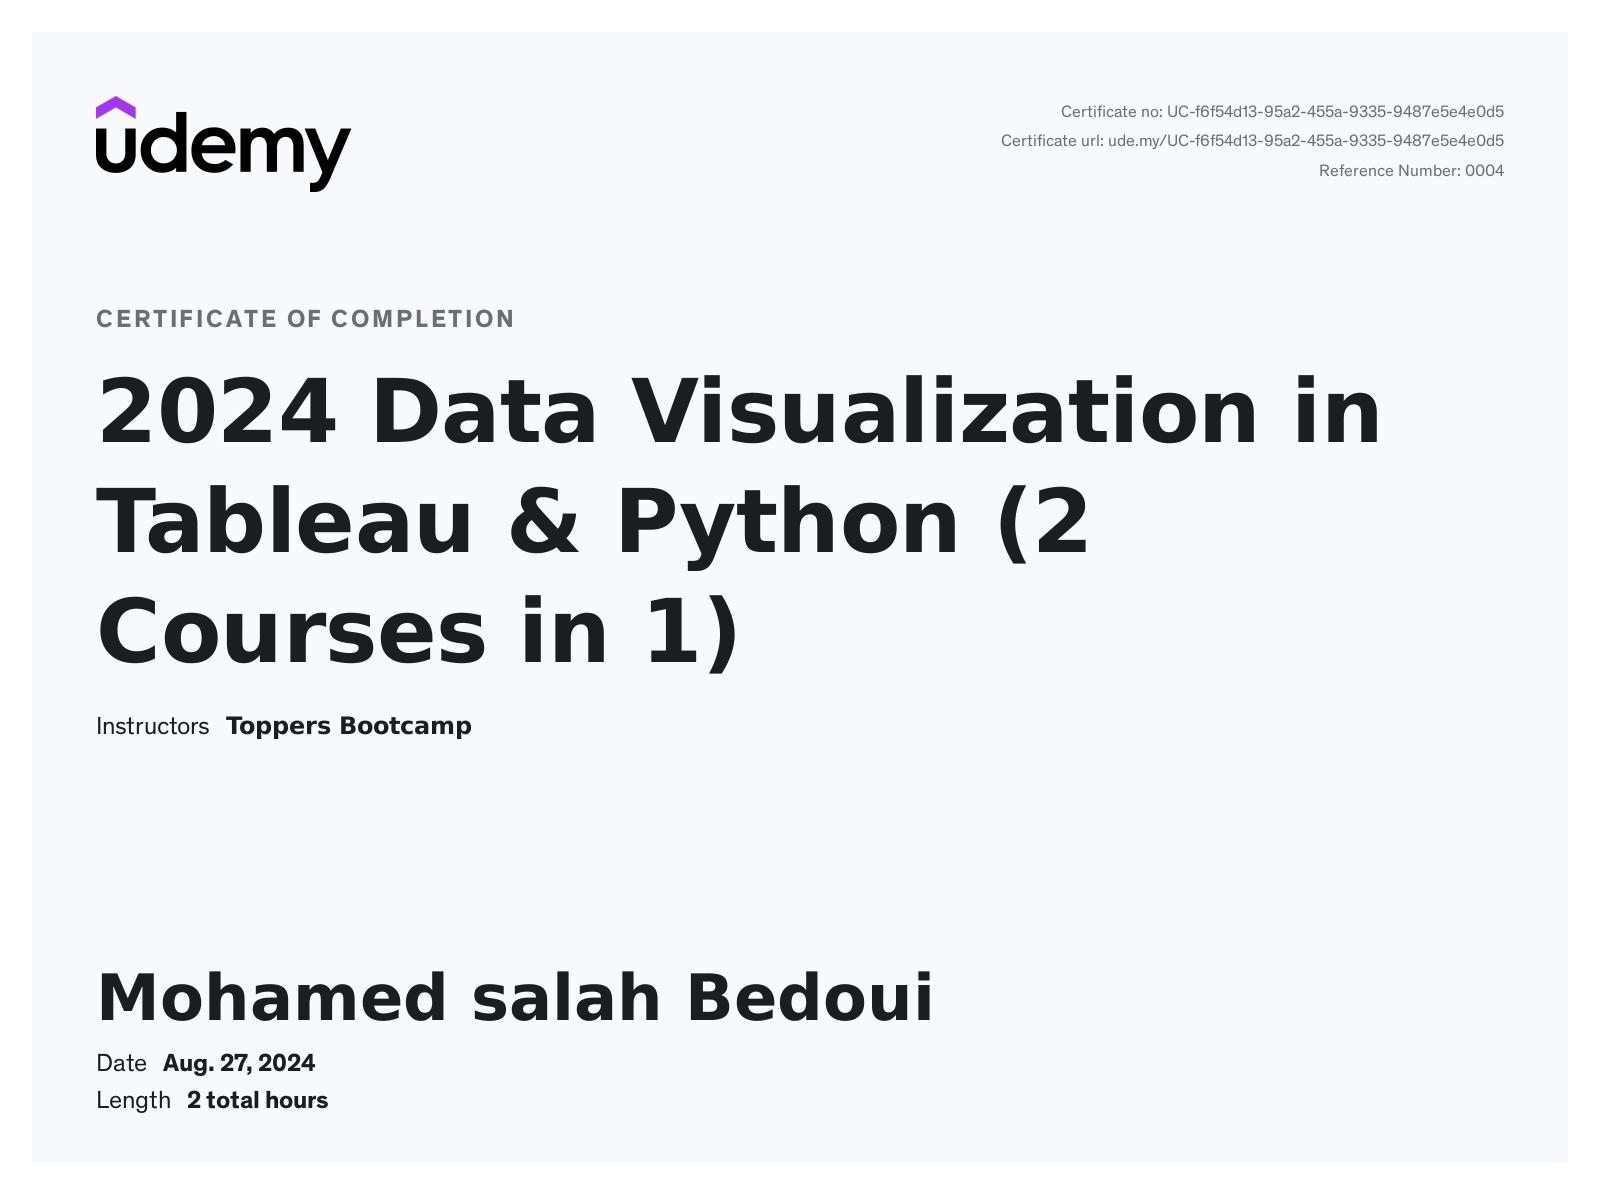 udemy
Certificate no: UC-f6f54d13-95a2-455a-9335-9487e5e4e0d5
Certificate url: ude.my/UC-f6f54d13-95a2-455a-9335-9487e5e4e0d5
Reference Number: 0004
CERTIFICATE OF COMPLETION
2024 Data Visualization in
Tableau & Python (2
Courses in 1)
Instructors Toppers Bootcamp
Mohamed salah Bedoui
Date Aug. 27, 2024
Length 2 total hours